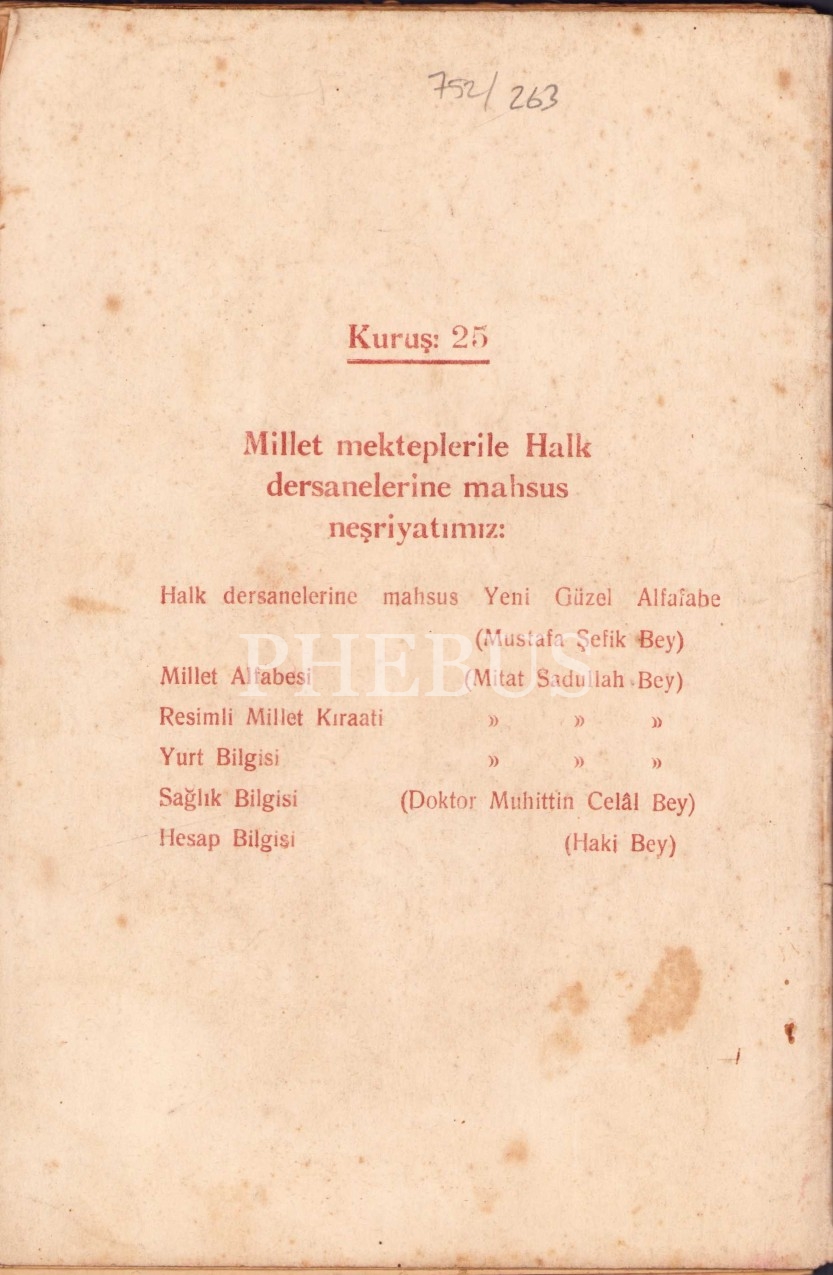 752/263
Kuruş: 25
Millet mekteplerile Halk
dersanelerine mahsus
neşriyatımız:
Halk dersanelerine mahsus Yeni Güzel Alfafabe
(Mustafa Şefik Bey)
PHEBUS
Millet Alfabesi (Mitat Sadullah Bey)
Resimli Millet Kıraati » » »
Yurt Bilgisi » » »
Sağlık Bilgisi (Doktor Muhittin Celâl Bey)
Hesap Bilgisi (Haki Bey)